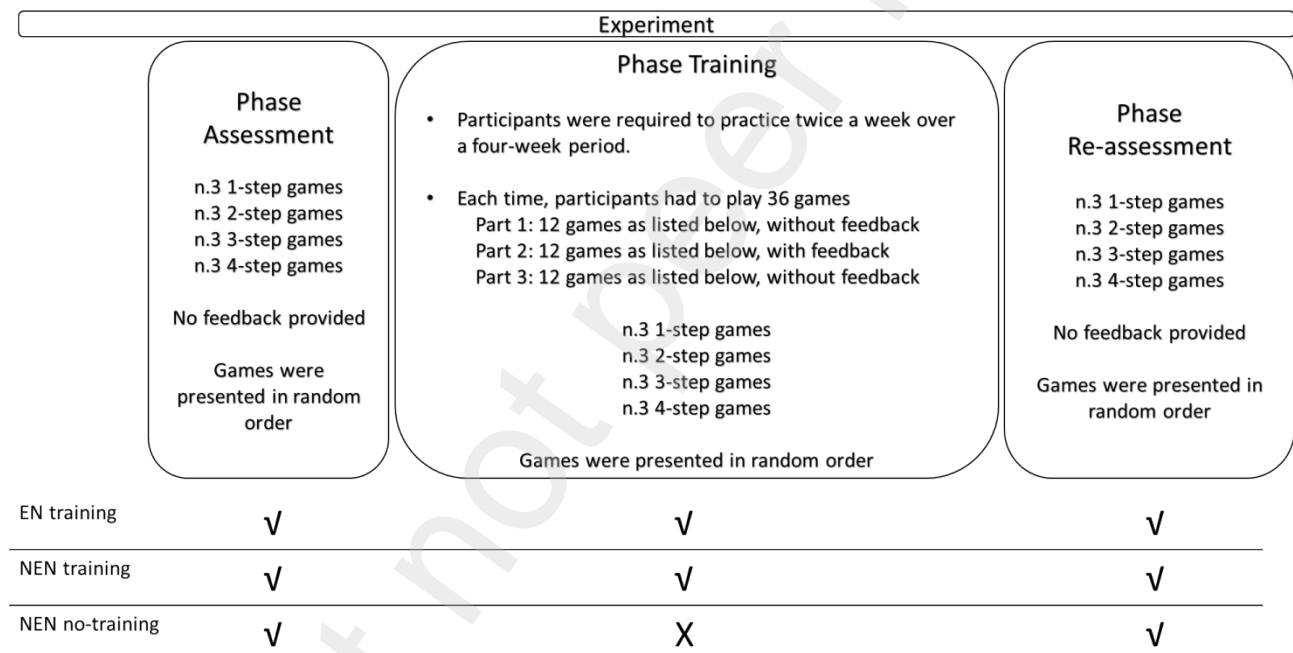 Experiment
Phase
Assessment
n.3 1-step games
n.3 2-step games
n.3 3-step games
n.3 4-step games
No feedback provided
Games were
presented in random
order
Phase Training
• Participants were required to practice twice a week over
a four-week period.
• Each time, participants had to play 36 games
Part 1: 12 games as listed below, without feedback
Part 2: 12 games as listed below, with feedback
Part 3: 12 games as listed below, without feedback
n.3 1-step games
n.3 2-step games
n.3 3-step games
n.3 4-step games
Games were presented in random order
Phase
Re-assessment
n.3 1-step games
n.3 2-step games
n.3 3-step games
n.3 4-step games
No feedback provided
Games were presented in
random order
EN training √ √ √
NEN training √ √ √
NEN no-training √ X √
not peer